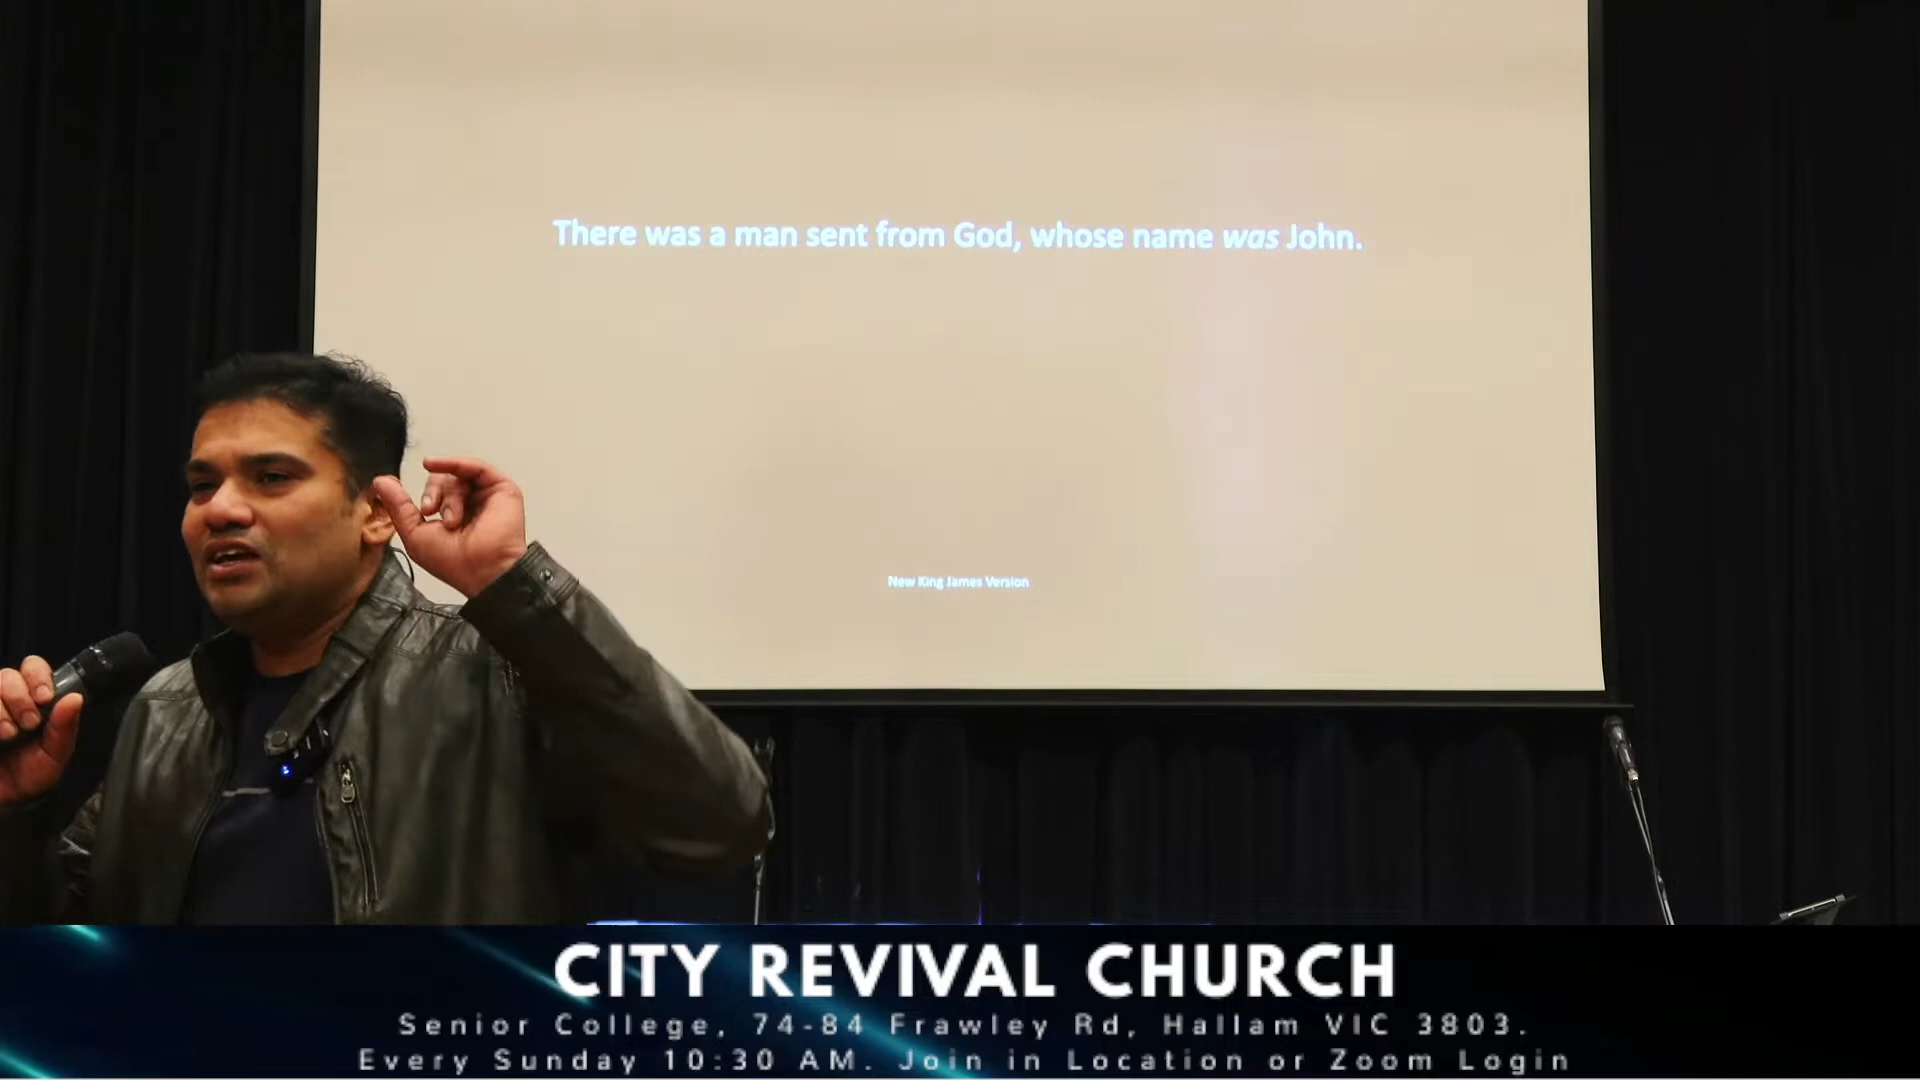 There was a man sent from God, whose name was John.
New King James Version
CITY REVIVAL CHURCH
Senior College, 74-84 Frawley Rd, Hallam VIC 3803.
Every Sunday 10:30 AM. Join in Location or Zoom Login